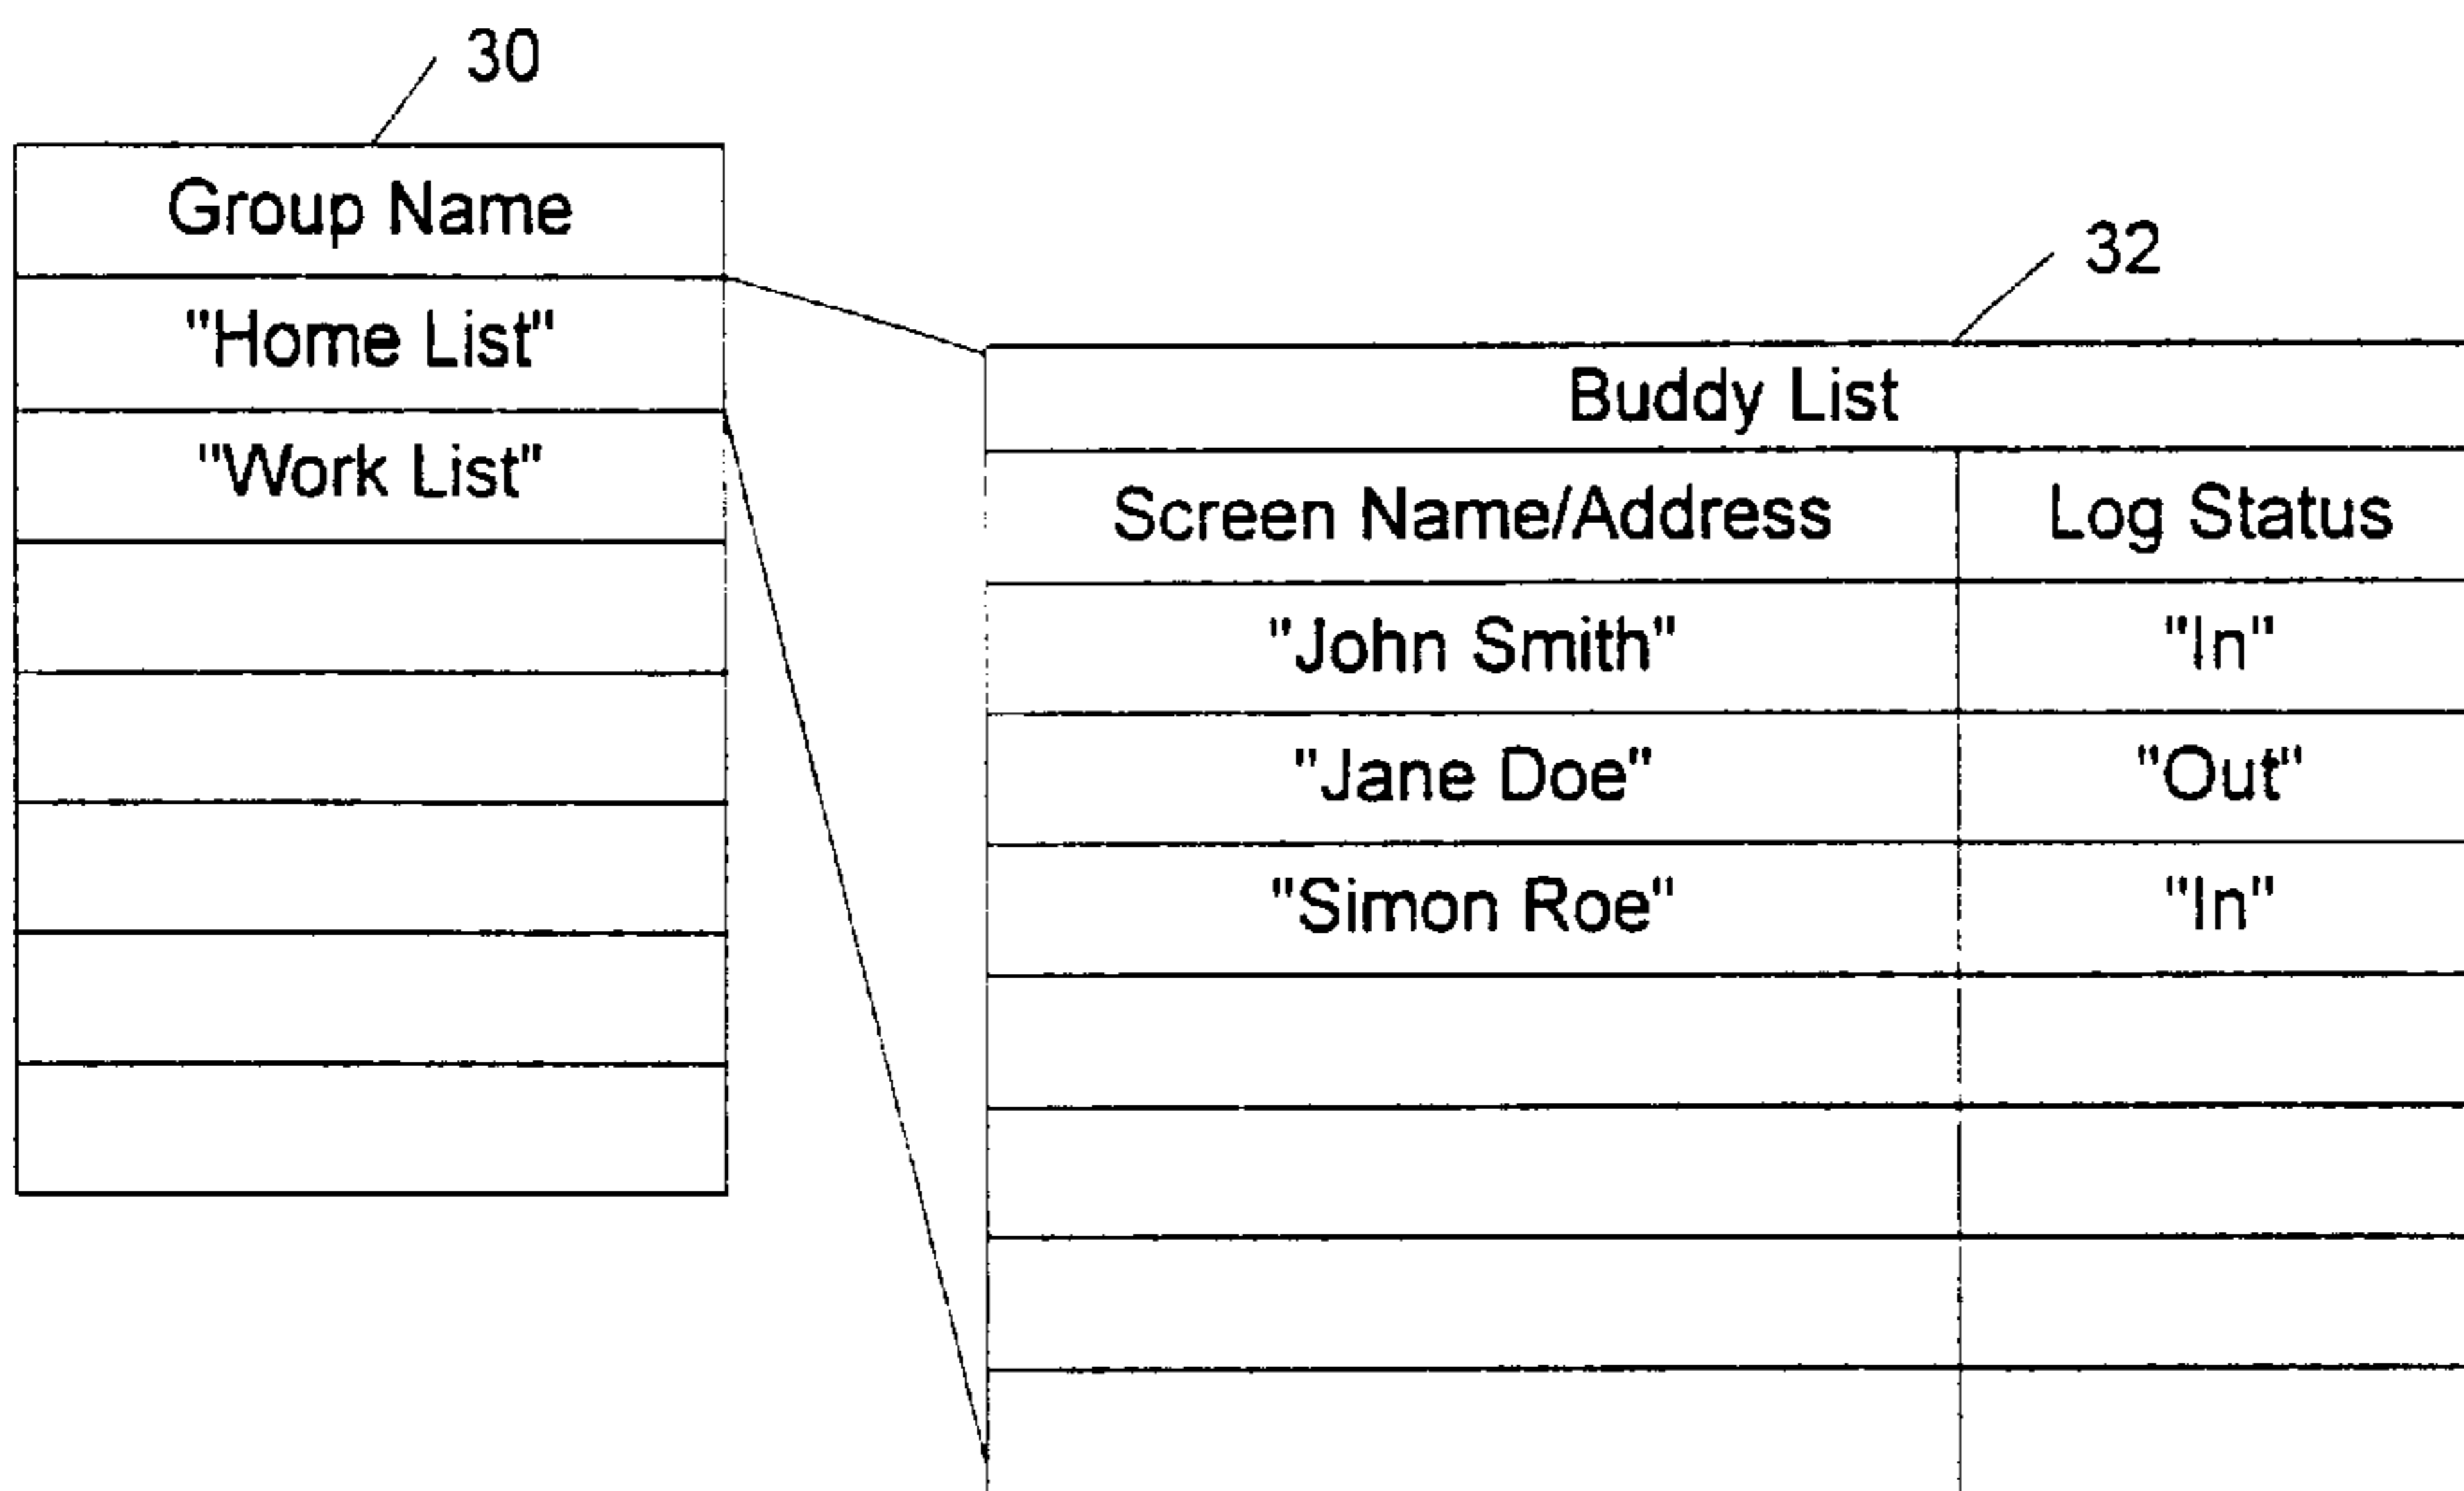 30
Group Name
"Home List"
"Work List"
32
Buddy List
Screen Name/Address Log Status
"John Smith" "In"
"Jane Doe" "Out"
"Simon Roe" "In"